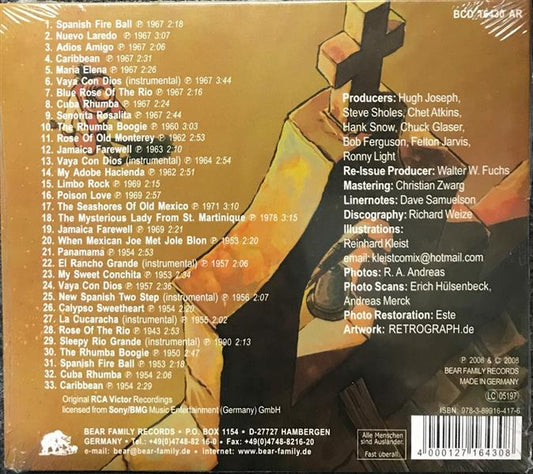 BCD 16430 AR
1. Spanish Fire Ball ℗ 1967 2:18
2. Nuevo Laredo ℗ 1967 3:07
3. Adios Amigo ℗ 1967 2:06
4. Caribbean ℗ 1967 2:31
5. Maria Elena ℗ 1967 2:26
6. Vaya Con Dios (instrumental) ℗ 1967 3:44
7. Blue Rose Of The Rio ℗ 1967 2:16
8. Cuba Rhumba ℗ 1967 2:24
9. Senorita Rosalita ℗ 1967 2:44
10. The Rhumba Boogie ℗ 1960 3:03
11. Rose Of Old Monterey ℗ 1962 2:53
12. Jamaica Farewell ℗ 1963 2:10
13. Vaya Con Dios (instrumental) ℗ 1964 2:54
14. My Adobe Hacienda ℗ 1962 2:51
15. Limbo Rock ℗ 1969 2:15
16. Poison Love ℗ 1969 2:57
17. The Seashores Of Old Mexico ℗ 1971 3:10
18. The Mysterious Lady From St. Martinique ℗ 1978 3:15
19. Jamaica Farewell ℗ 1969 2:21
20. When Mexican Joe Met Jole Blon ℗ 1953 2:20
21. Panamama ℗ 1954 2:53
22. El Rancho Grande (instrumental) ℗ 1957 2:06
23. My Sweet Conchita ℗ 1953 2:34
24. Vaya Con Dios ℗ 1957 2:36
25. New Spanish Two Step (instrumental) ℗ 1956 2:07
26. Calypso Sweetheart ℗ 1954 2:20
27. La Cucaracha (instrumental) ℗ 1955 2:02
28. Rose Of The Rio ℗ 1943 2:53
29. Sleepy Rio Grande (instrumental) ℗ 1990 2:13
30. The Rhumba Boogie ℗ 1950 2:47
31. Spanish Fire Ball ℗ 1953 2:18
32. Cuba Rhumba ℗ 1954 2:06
33. Caribbean ℗ 1954 2:29
Original RCA Victor Recordings
licensed from Sony/BMG Music Entertainment (Germany) GmbH
Producers: Hugh Joseph,
Steve Sholes, Chet Atkins,
Hank Snow, Chuck Glaser,
Bob Ferguson, Felton Jarvis,
Ronny Light
Re-Issue Producer: Walter W. Fuchs
Mastering: Christian Zwarg
Linernotes: Dave Samuelson
Discography: Richard Weize
Illustrations:
Reinhard Kleist
email: kleistcomix@hotmail.com
Photos: R. A. Andreas
Photo Scans: Erich Hülsenbeck,
Andreas Merck
Photo Restoration: Este
Artwork: RETROGRAPH.de
℗ 2008 & © 2008
BEAR FAMILY RECORDS
MADE IN GERMANY
LC 05197
ISBN: 978-3-89916-417-6
BEAR FAMILY RECORDS • P.O. BOX 1154 • D-27727 HAMBERGEN
GERMANY • Tel.: +49(0)4748-82 16-0 • Fax: +49(0)4748-8216-20
e-mail: bear@bear-family.de • internet: www.bear-family.de
Alle Menschen
sind Ausländer.
Fast überall.
4 000127 164308